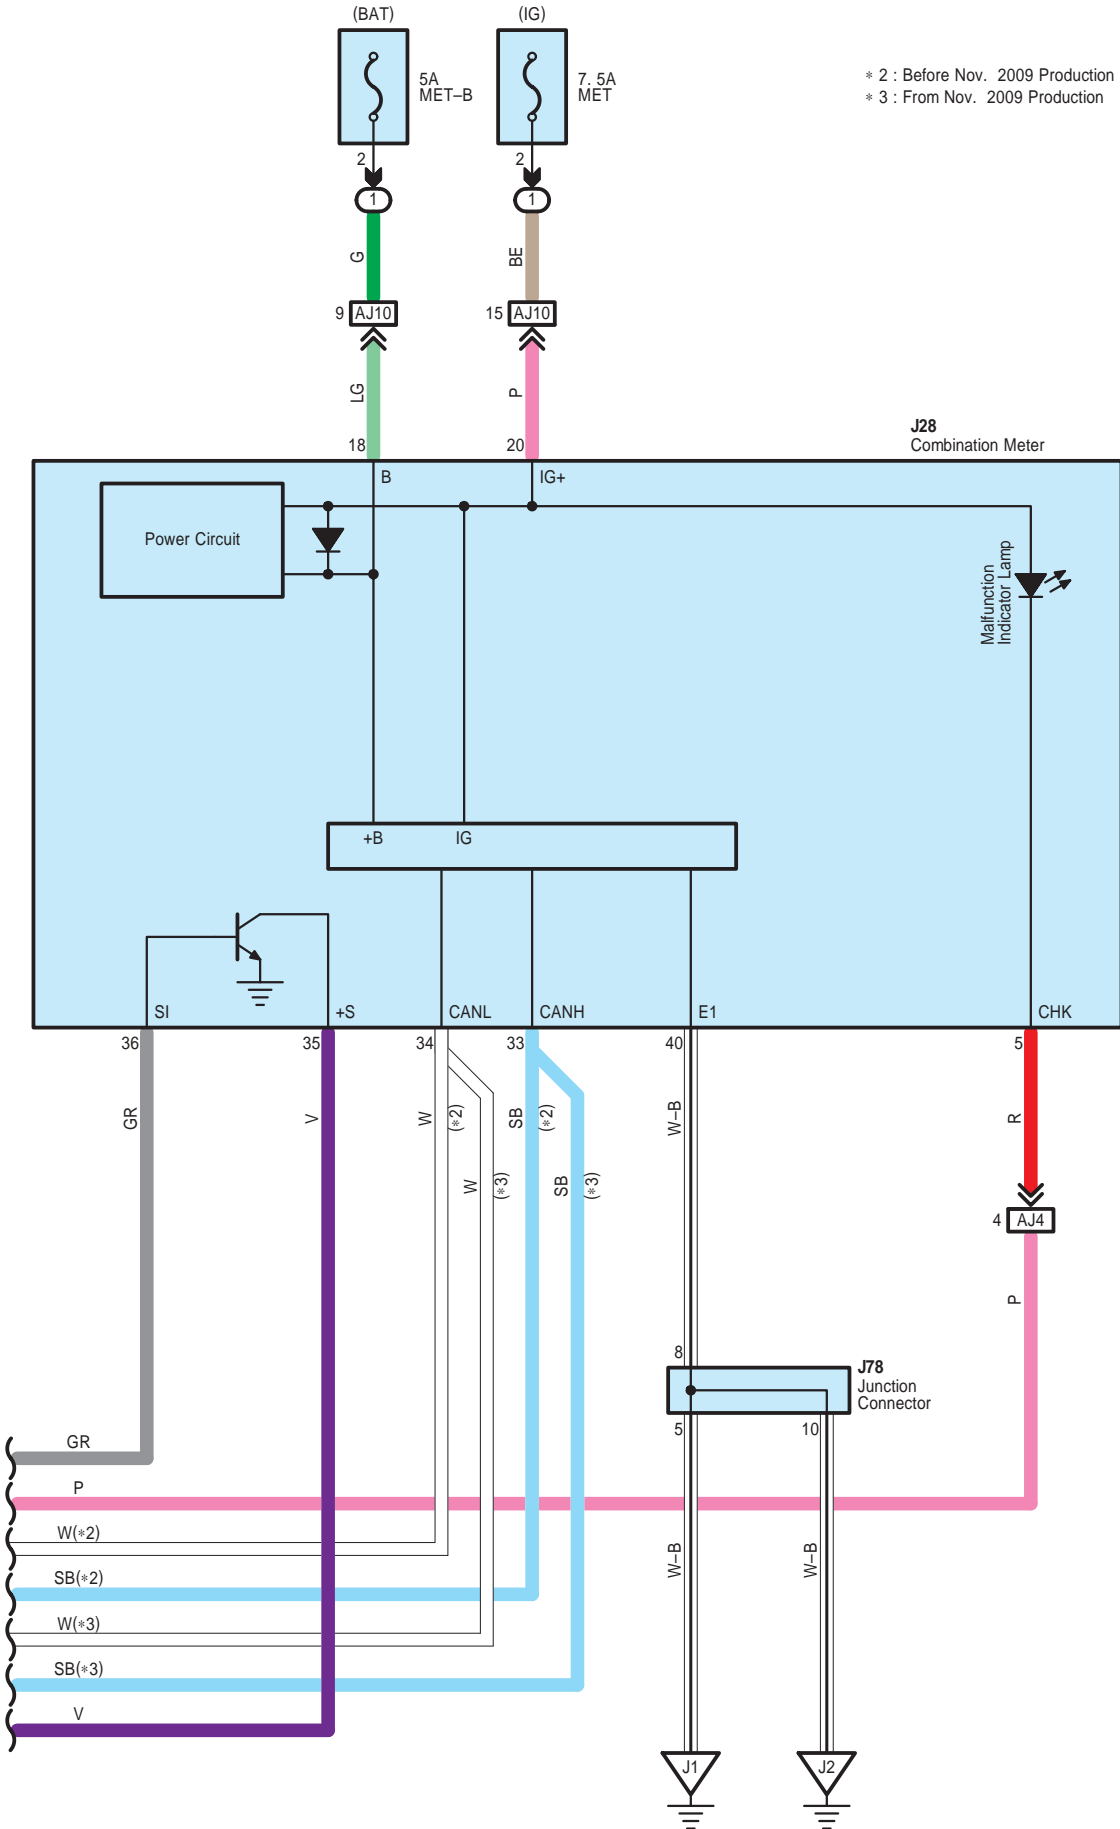 (BAT)
(IG)
5A
MET–B
7. 5A
MET
* 2 : Before Nov. 2009 Production
* 3 : From Nov. 2009 Production
2
2
1
1
G
BE
9 AJ10
15 AJ10
LG
P
18
20
J28
Combination Meter
B
IG+
Power Circuit
Malfunction
Indicator Lamp
+B
IG
SI
+S
CANL
CANH
E1
CHK
36
35
34
33
40
5
GR
V
W
(*2)
SB
(*2)
W–B
R
W
(*3)
SB
(*3)
4 AJ4
P
8
J78
Junction
Connector
5
10
GR
P
W(*2)
SB(*2)
W(*3)
SB(*3)
V
W–B
W–B
J1
J2